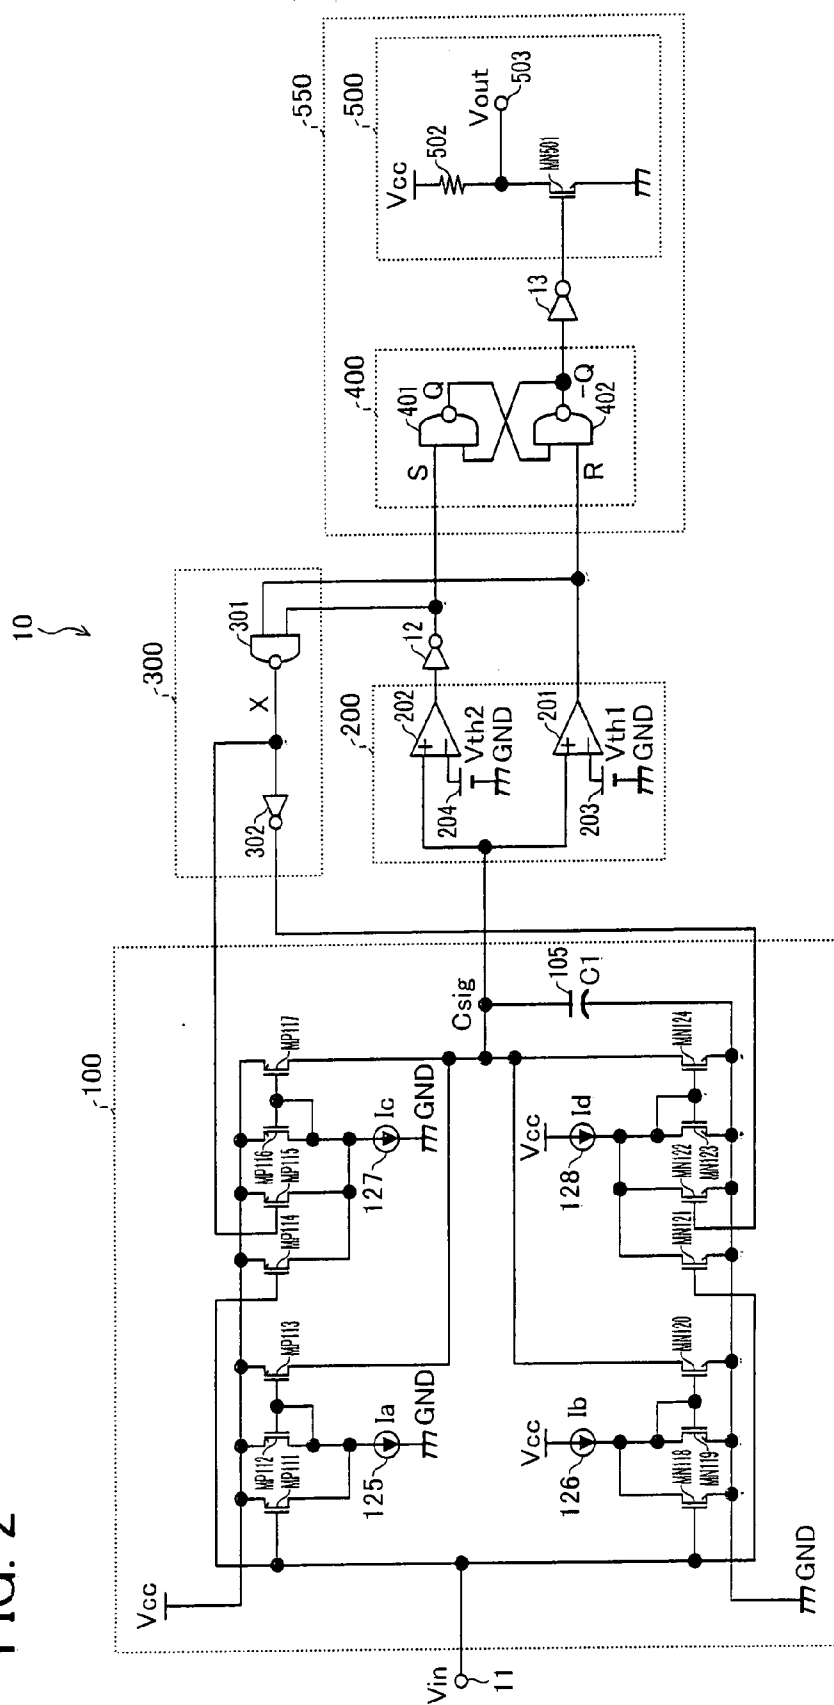 FIG. 2
10
100
Vcc
Vin
11
MP111
MP112
MP113
MP114
MP115
MP116
MP117
125
Ia
GND
127
Ic
GND
Vcc
126
Ib
MN118
MN119
MN120
Vcc
128
Id
MN121
MN122
MN123
MN124
GND
Csig
105
C1
200
202
204
Vth2
GND
201
203
Vth1
GND
12
300
301
X
302
550
400
S
401
Q
R
402
-Q
13
500
Vcc
502
Vout
503
MN501